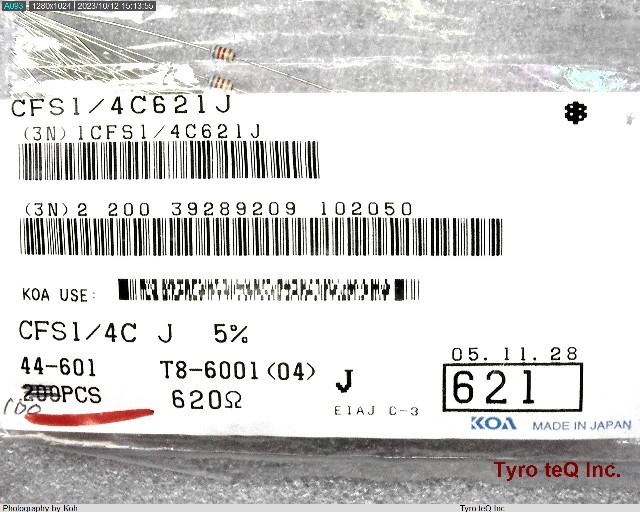 A093 - 1280x1024 2023/10/12 15:13:55
CFS1/4C621J
(3N)1CFS1/4C621J
(3N)2 200 39289209 102050
KOA USE:
CFS1/4C J 5%
05.11.28
44-601 T8-6001(04) J 621
200PCS 620Ω
100
EIAJ C-3
KOA MADE IN JAPAN
Tyro teQ Inc.
Photography by Koh Tyro teQ Inc